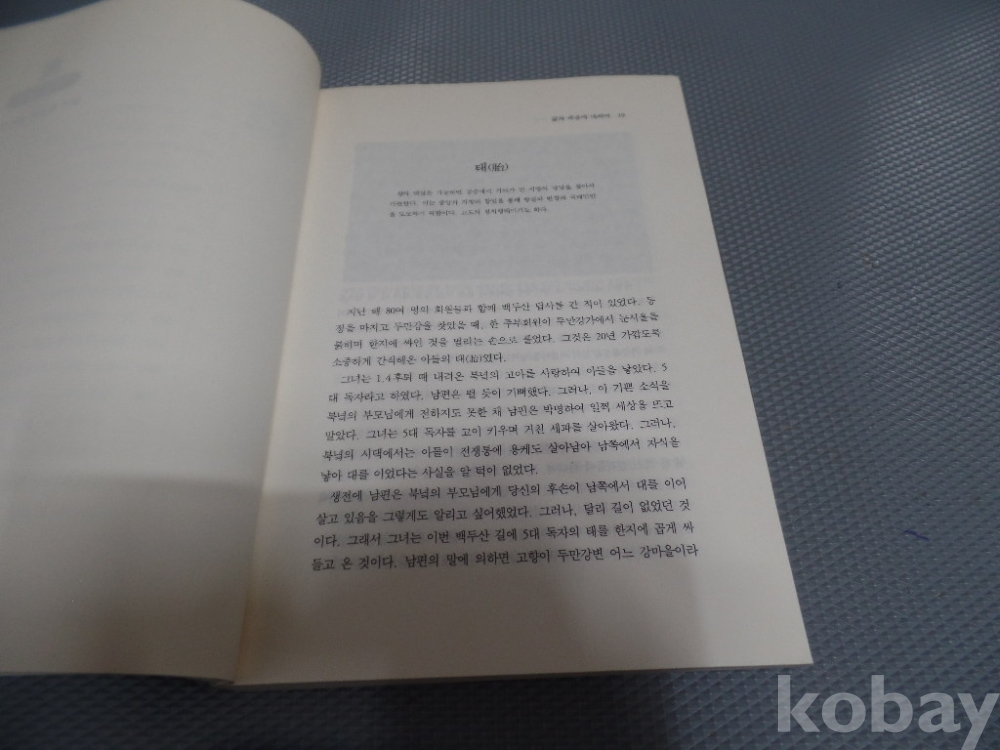 태(胎)
지난 해 80여 명의 회원들과 함께 백두산 답사를 간 적이 있었다. 등
정을 마치고 두만강을 찾았을 때, 한 주부회원이 두만강가에서 눈시울을
붉히며 한지에 싸인 것을 떨리는 손으로 풀었다. 그것은 20년 가깝도록
소중하게 간직해온 아들의 태(胎)였다.
그녀는 1.4후퇴 때 내려온 북녘의 고아를 사랑하여 아들을 낳았다. 5
대 독자라고 하였다. 남편은 뛸 듯이 기뻐했다. 그러나, 이 기쁜 소식을
북녘의 부모님에게 전하지도 못한 채 남편은 박명하여 일찍 세상을 뜨고
말았다. 그녀는 5대 독자를 고이 키우며 거친 세파를 살아왔다. 그러나,
북녘의 시댁에서는 아들이 전쟁통에 용케도 살아남아 남쪽에서 자식을
낳아 대를 이었다는 사실을 알 턱이 없었다.
생전에 남편은 북녘의 부모님에게 당신의 후손이 남쪽에서 대를 이어
살고 있음을 그렇게도 알리고 싶어했었다. 그러나, 달리 길이 없었던 것
이다. 그래서 그녀는 이번 백두산 길에 5대 독자의 태를 한지에 곱게 싸
들고 온 것이다. 남편의 말에 의하면 고향이 두만강변 어느 강마을이라
kobay